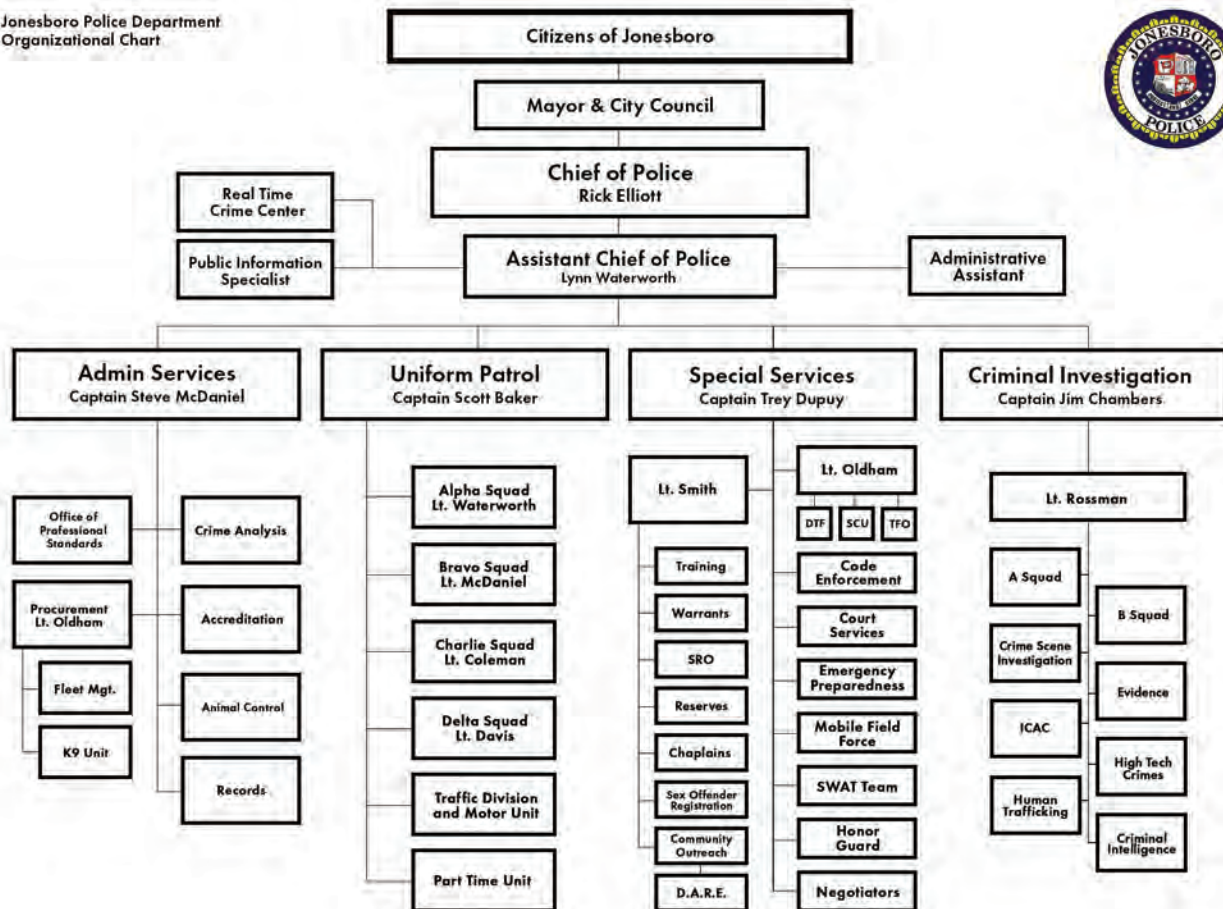 Jonesboro Police Department
Organizational Chart
JONESBORO
POLICE
Citizens of Jonesboro
Mayor & City Council
Chief of Police
Rick Elliott
Real Time
Crime Center
Public Information
Specialist
Assistant Chief of Police
Lynn Waterworth
Administrative
Assistant
Admin Services
Captain Steve McDaniel
Uniform Patrol
Captain Scott Baker
Special Services
Captain Trey Dupuy
Criminal Investigation
Captain Jim Chambers
Office of
Professional
Standards
Crime Analysis
Procurement
Lt. Oldham
Accreditation
Fleet Mgt.
Animal Control
K9 Unit
Records
Alpha Squad
Lt. Waterworth
Bravo Squad
Lt. McDaniel
Charlie Squad
Lt. Coleman
Delta Squad
Lt. Davis
Traffic Division
and Motor Unit
Part Time Unit
Lt. Smith
Training
Warrants
SRO
Reserves
Chaplains
Sex Offender
Registration
Community
Outreach
D.A.R.E.
Lt. Oldham
DTF
SCU
TFO
Code
Enforcement
Court
Services
Emergency
Preparedness
Mobile Field
Force
SWAT Team
Honor
Guard
Negotiators
Lt. Rossman
A Squad
B Squad
Crime Scene
Investigation
Evidence
ICAC
High Tech
Crimes
Human
Trafficking
Criminal
Intelligence